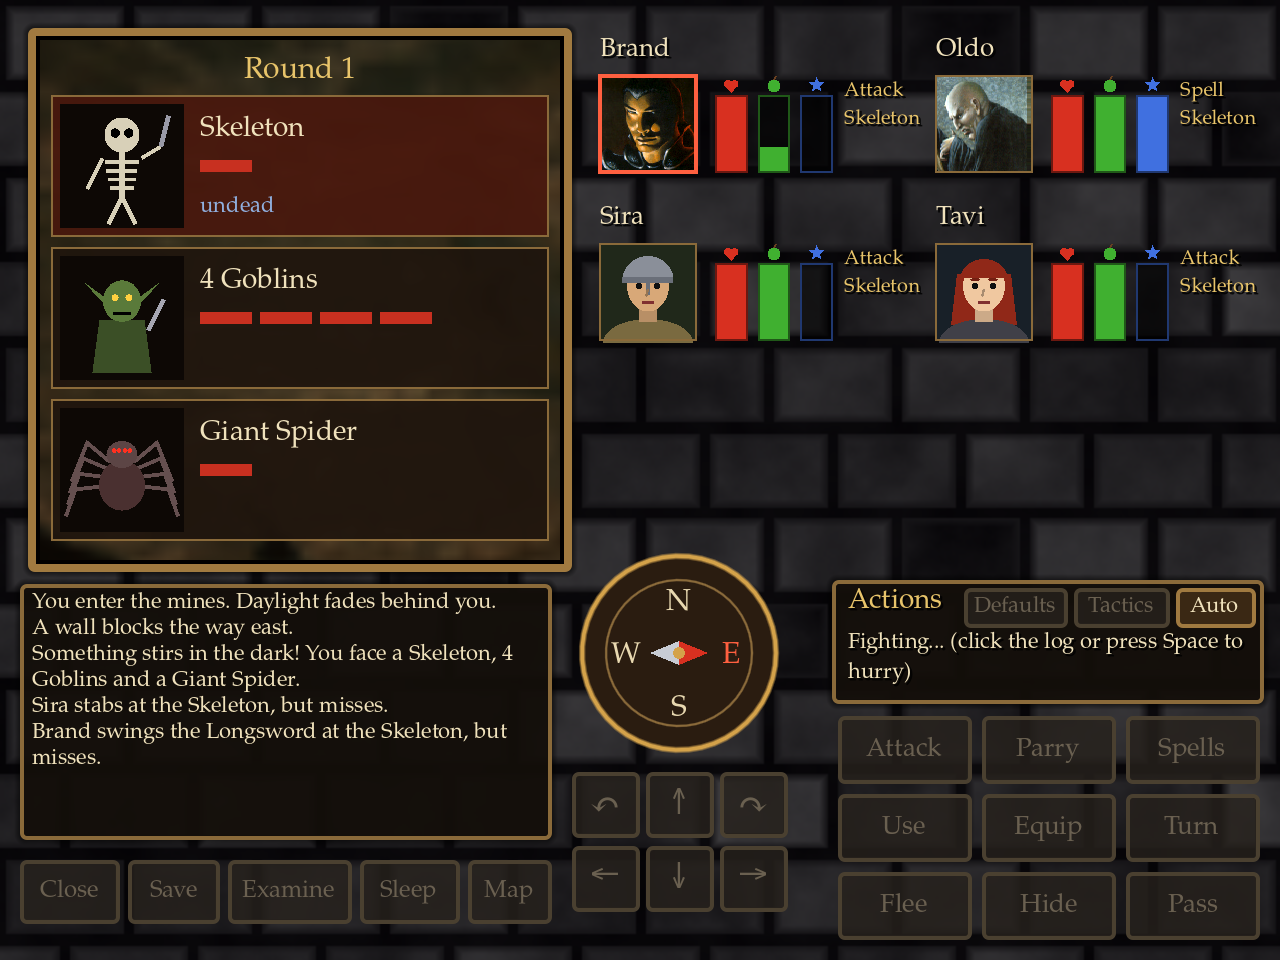 Round 1
Skeleton
undead
4 Goblins
Giant Spider
Brand
Attack
Skeleton
Oldo
Spell
Skeleton
Sira
Attack
Skeleton
Tavi
Attack
Skeleton
You enter the mines. Daylight fades behind you.
A wall blocks the way east.
Something stirs in the dark! You face a Skeleton, 4
Goblins and a Giant Spider.
Sira stabs at the Skeleton, but misses.
Brand swings the Longsword at the Skeleton, but
misses.
N
W E
S
Actions Defaults Tactics Auto
Fighting... (click the log or press Space to
hurry)
Attack Parry Spells
Use Equip Turn
Flee Hide Pass
Close Save Examine Sleep Map